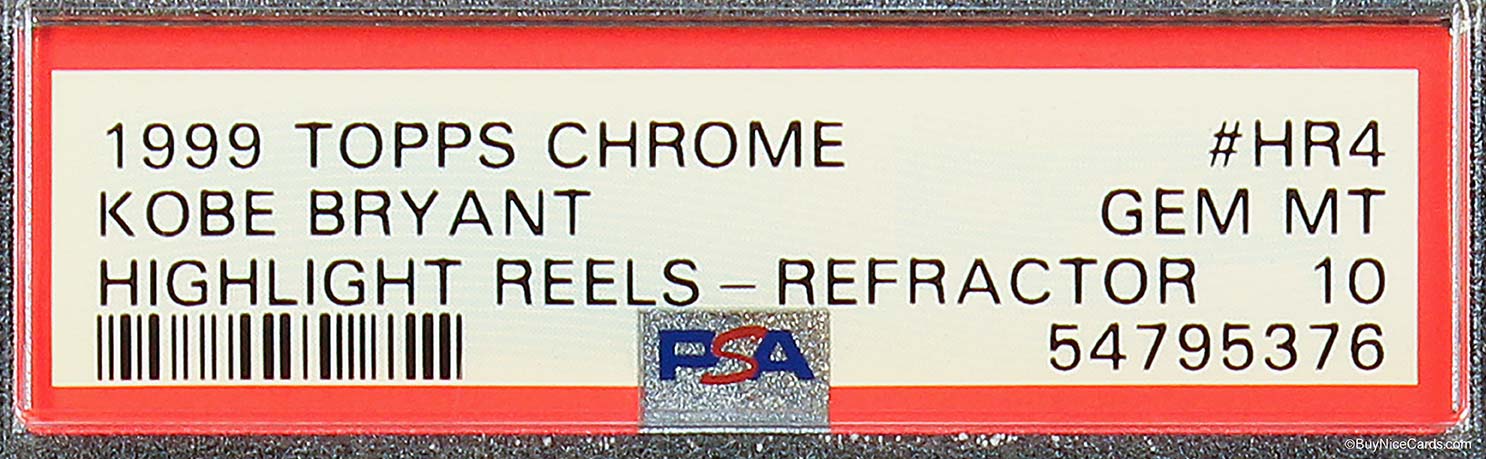 1999 TOPPS CHROME #HR4
KOBE BRYANT GEM MT
HIGHLIGHT REELS – REFRACTOR 10
PSA 54795376
©BuyNiceCards.com